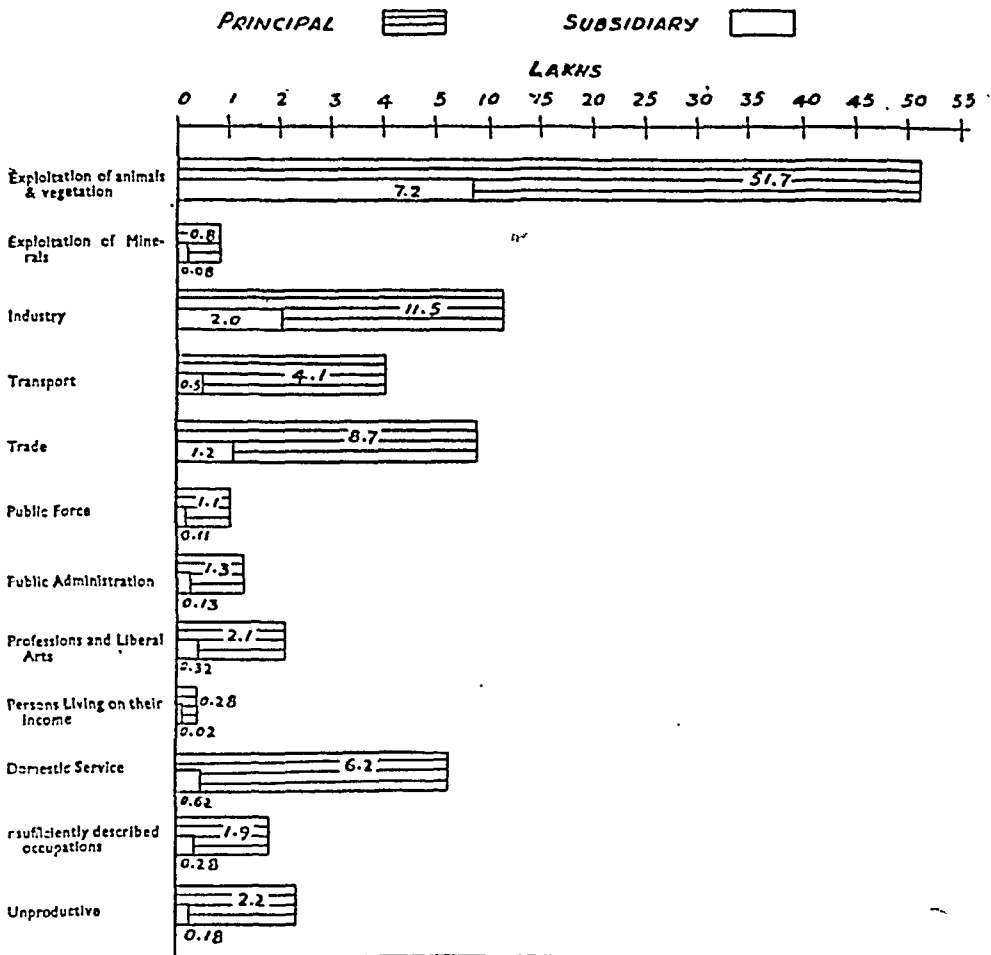 PRINCIPAL SUBSIDIARY
LAKHS
0 1 2 3 4 5 10 15 20 25 30 35 40 45 50 55
Exploitation of animals
& vegetation
51.7
7.2
Exploitation of Mine-
rals
0.8
0.08
Industry
11.5
2.0
Transport
4.1
0.5
Trade
8.7
1.2
Public Force
1.1
0.11
Public Administration
1.3
0.13
Professions and Liberal
Arts
2.1
0.32
Persons Living on their
Income
0.28
0.02
Domestic Service
6.2
0.62
nsufficiently described
occupations
1.9
0.28
Unproductive
2.2
0.18